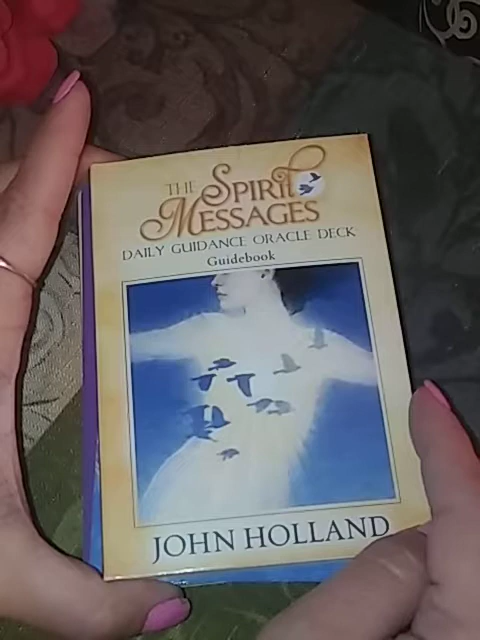 THE SPIRIT
MESSAGES
DAILY GUIDANCE ORACLE DECK
Guidebook
JOHN HOLLAND